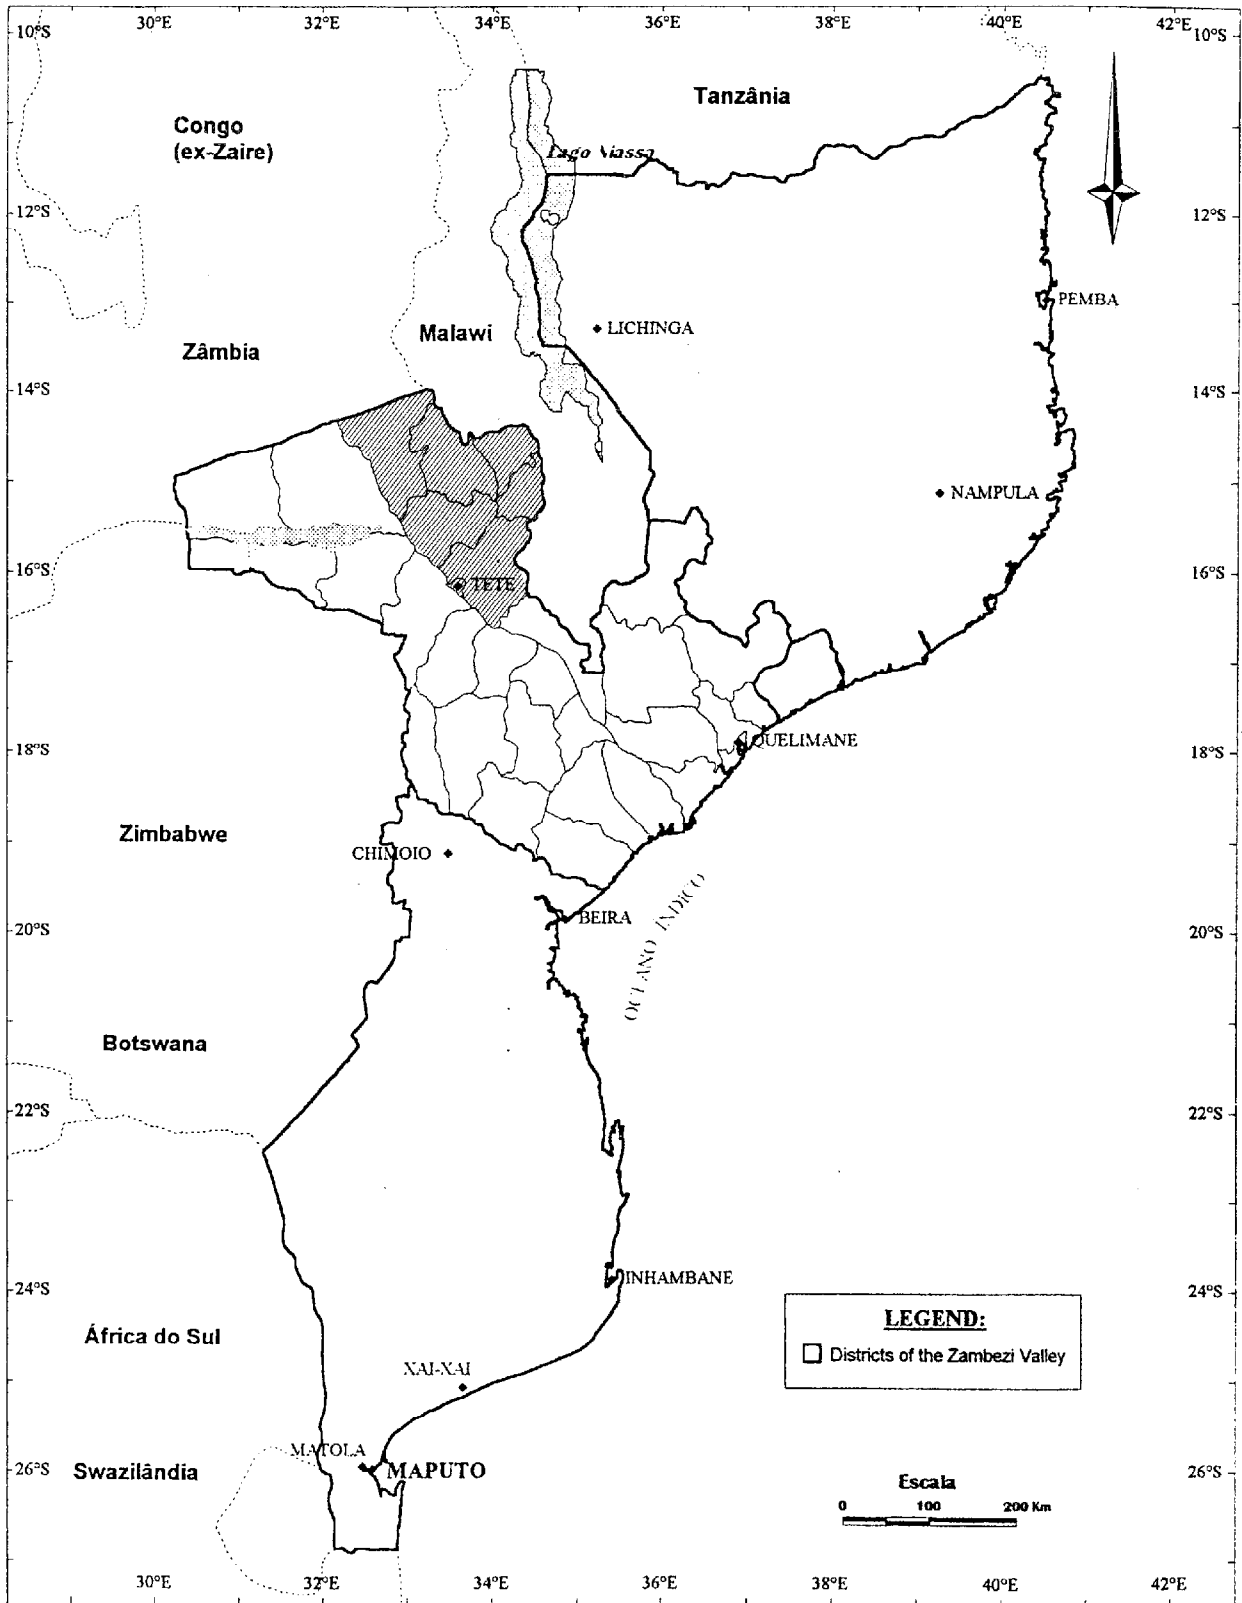 30°E 32°E 34°E 36°E 38°E 40°E 42°E
10°S 10°S
Tanzânia
Congo
(ex-Zaire)
Lago Niassa
12°S 12°S
PEMBA
LICHINGA
Malawi
Zâmbia
14°S 14°S
NAMPULA
16°S 16°S
TETE
QUELIMANE
18°S 18°S
Zimbabwe
CHIMOIO
BEIRA
OCEANO ÍNDICO
20°S 20°S
Botswana
22°S 22°S
INHAMBANE
24°S 24°S
LEGEND:
Districts of the Zambezi Valley
África do Sul
XAI-XAI
MATOLA
MAPUTO
26°S 26°S
Swazilândia
Escala
0 100 200 Km
30°E 32°E 34°E 36°E 38°E 40°E 42°E